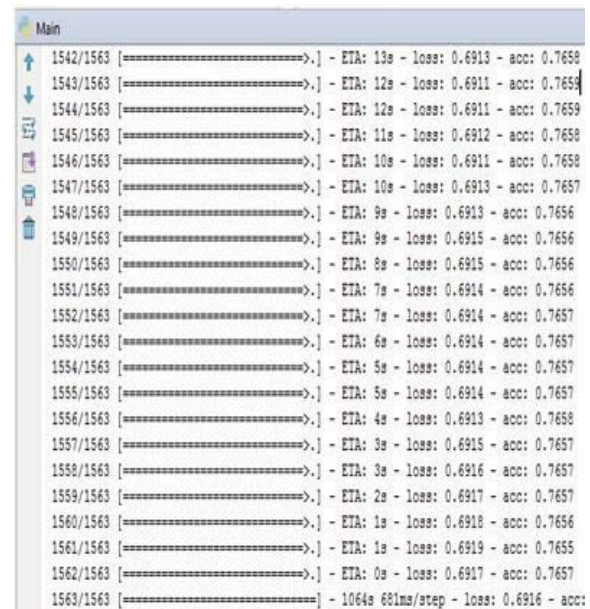 Main
1542/1563 [============================>.] - ETA: 13s - loss: 0.6913 - acc: 0.7658
1543/1563 [============================>.] - ETA: 12s - loss: 0.6911 - acc: 0.7659
1544/1563 [============================>.] - ETA: 12s - loss: 0.6911 - acc: 0.7659
1545/1563 [============================>.] - ETA: 11s - loss: 0.6912 - acc: 0.7658
1546/1563 [============================>.] - ETA: 10s - loss: 0.6911 - acc: 0.7658
1547/1563 [============================>.] - ETA: 10s - loss: 0.6913 - acc: 0.7657
1548/1563 [============================>.] - ETA: 9s - loss: 0.6913 - acc: 0.7656
1549/1563 [============================>.] - ETA: 9s - loss: 0.6915 - acc: 0.7656
1550/1563 [============================>.] - ETA: 8s - loss: 0.6915 - acc: 0.7656
1551/1563 [============================>.] - ETA: 7s - loss: 0.6914 - acc: 0.7656
1552/1563 [============================>.] - ETA: 7s - loss: 0.6914 - acc: 0.7657
1553/1563 [============================>.] - ETA: 6s - loss: 0.6914 - acc: 0.7657
1554/1563 [============================>.] - ETA: 5s - loss: 0.6914 - acc: 0.7657
1555/1563 [============================>.] - ETA: 5s - loss: 0.6914 - acc: 0.7657
1556/1563 [============================>.] - ETA: 4s - loss: 0.6913 - acc: 0.7658
1557/1563 [============================>.] - ETA: 3s - loss: 0.6915 - acc: 0.7657
1558/1563 [============================>.] - ETA: 3s - loss: 0.6916 - acc: 0.7657
1559/1563 [============================>.] - ETA: 2s - loss: 0.6917 - acc: 0.7657
1560/1563 [============================>.] - ETA: 1s - loss: 0.6918 - acc: 0.7656
1561/1563 [============================>.] - ETA: 1s - loss: 0.6919 - acc: 0.7655
1562/1563 [============================>.] - ETA: 0s - loss: 0.6917 - acc: 0.7657
1563/1563 [==============================] - 1064s 681ms/step - loss: 0.6916 - acc: